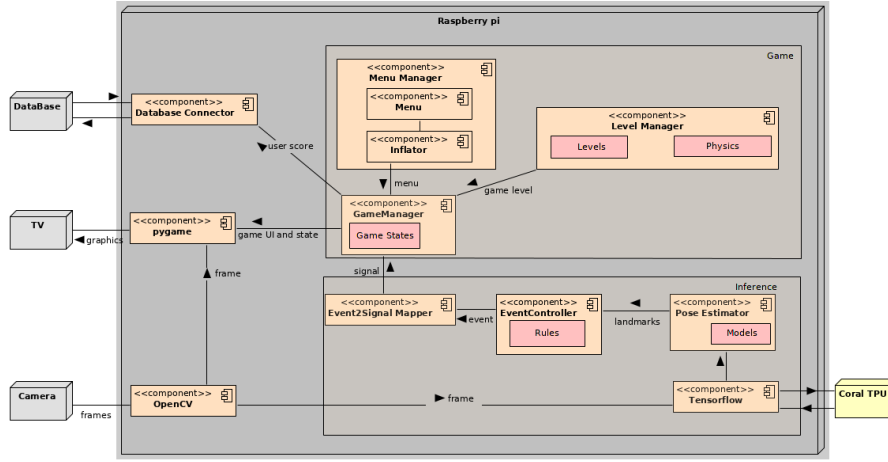 Raspberry pi
Game
<<component>>
Menu Manager
Menu
<<component>>
Inflator
<<component>>
<<component>>
Level Manager
Levels
Physics
DataBase
<<component>>
Database Connector
user score
menu
game level
<<component>>
GameManager
Game States
TV
<<component>>
pygame
graphics
game UI and state
frame
signal
Inference
<<component>>
Event2Signal Mapper
event
<<component>>
EventController
Rules
landmarks
<<component>>
Pose Estimator
Models
Camera
frames
<<component>>
OpenCV
frame
<<component>>
Tensorflow
Coral TPU